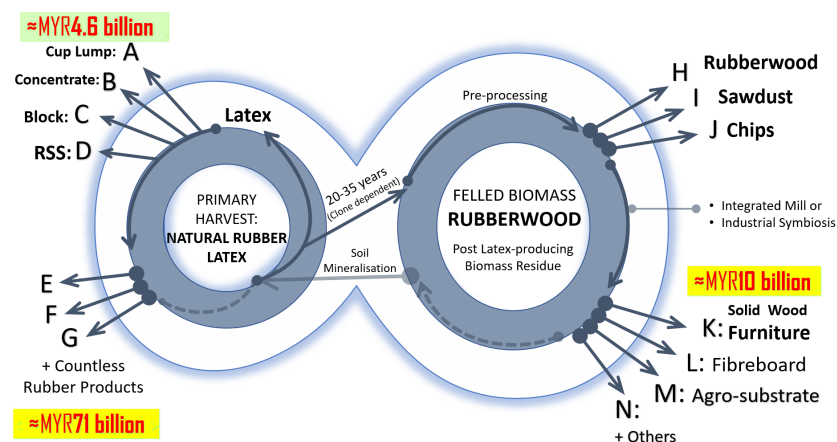 ≈MYR4.6 billion
Cup Lump: A
Concentrate: B
Block: C
RSS: D
Latex
PRIMARY
HARVEST:
NATURAL RUBBER
LATEX
E
F
G
+ Countless
Rubber Products
≈MYR71 billion
20-35 years
(Clone dependent)
Soil
Mineralisation
Pre-processing
FELLED BIOMASS
RUBBERWOOD
Post Latex-producing
Biomass Residue
H Rubberwood
I Sawdust
J Chips
• Integrated Mill or
• Industrial Symbiosis
≈MYR10 billion
Solid Wood
K: Furniture
L: Fibreboard
M: Agro-substrate
N:
+ Others